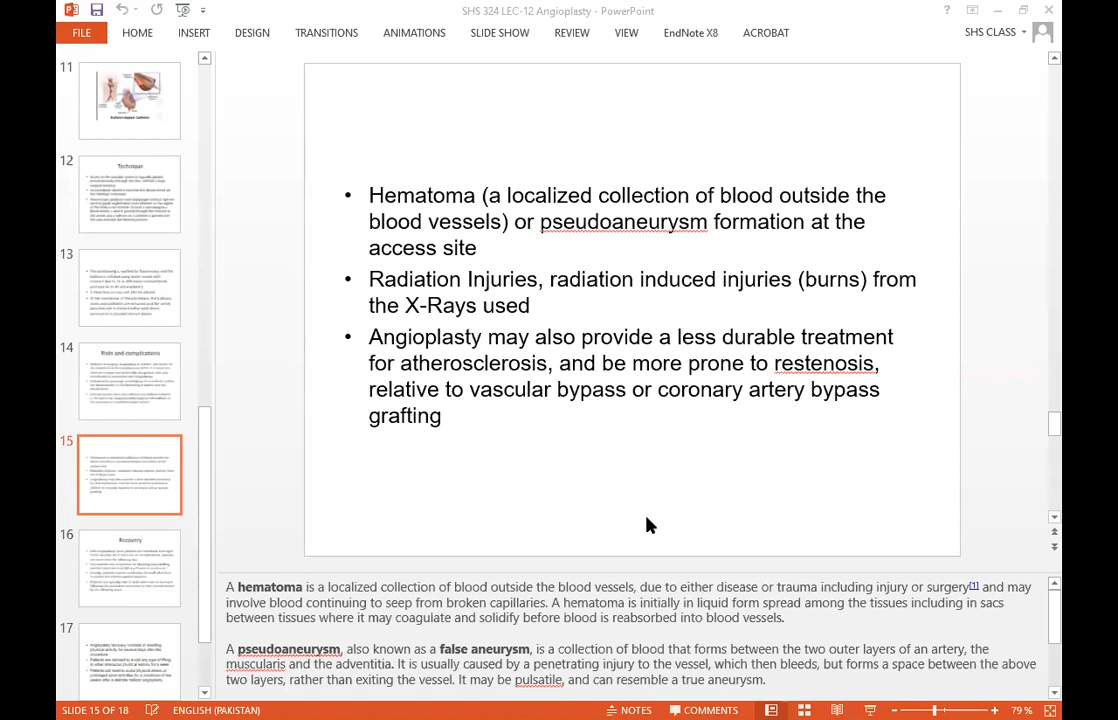 SHS 324 LEC-12 Angioplasty - PowerPoint
FILE HOME INSERT DESIGN TRANSITIONS ANIMATIONS SLIDE SHOW REVIEW VIEW EndNote X8 ACROBAT SHS CLASS
11
12
Technique
13
14
Risks and complications
15
16
Recovery
17
• Hematoma (a localized collection of blood outside the
blood vessels) or pseudoaneurysm formation at the
access site
• Radiation Injuries, radiation induced injuries (burns) from
the X-Rays used
• Angioplasty may also provide a less durable treatment
for atherosclerosis, and be more prone to restenosis,
relative to vascular bypass or coronary artery bypass
grafting
A hematoma is a localized collection of blood outside the blood vessels, due to either disease or trauma including injury or surgery[1] and may
involve blood continuing to seep from broken capillaries. A hematoma is initially in liquid form spread among the tissues including in sacs
between tissues where it may coagulate and solidify before blood is reabsorbed into blood vessels.
A pseudoaneurysm, also known as a false aneurysm, is a collection of blood that forms between the two outer layers of an artery, the
muscularis and the adventitia. It is usually caused by a penetrating injury to the vessel, which then bleeds, but forms a space between the above
two layers, rather than exiting the vessel. It may be pulsatile, and can resemble a true aneurysm.
SLIDE 15 OF 18 ENGLISH (PAKISTAN) NOTES COMMENTS 79 %